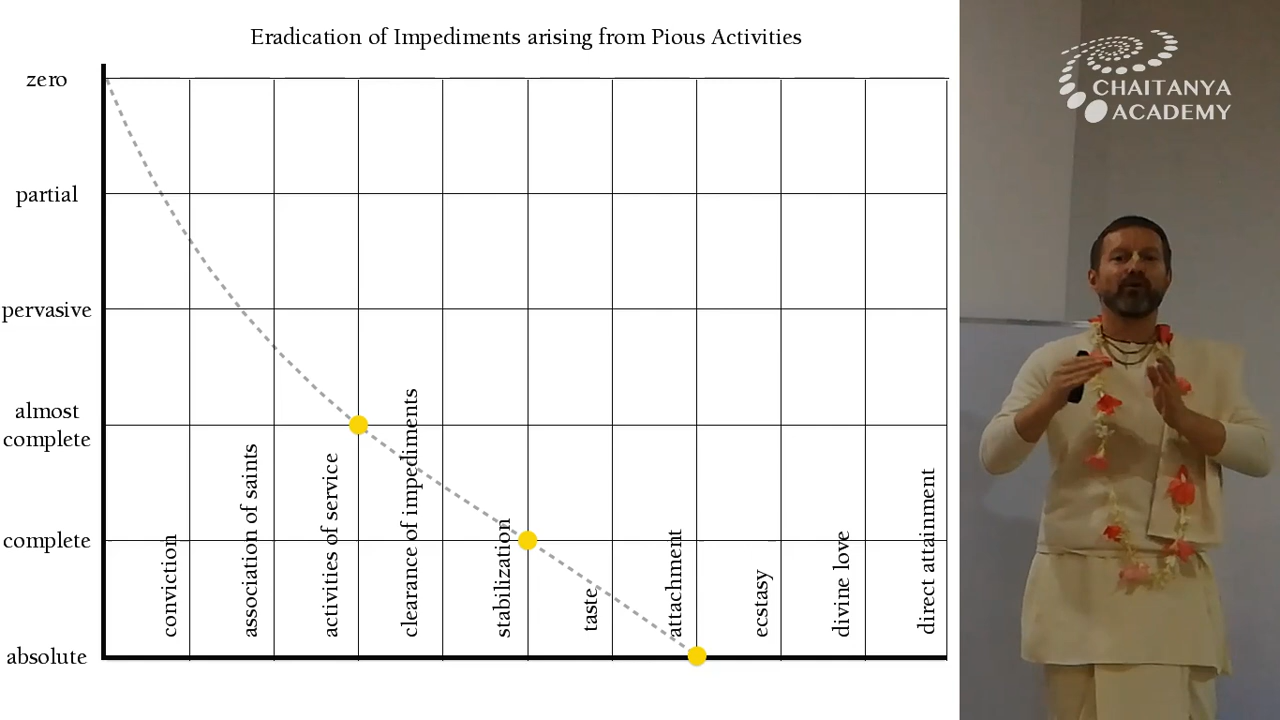 Eradication of Impediments arising from Pious Activities
zero
partial
pervasive
almost
complete
complete
absolute
conviction
association of saints
activities of service
clearance of impediments
stabilization
taste
attachment
ecstasy
divine love
direct attainment
CHAITANYA
ACADEMY